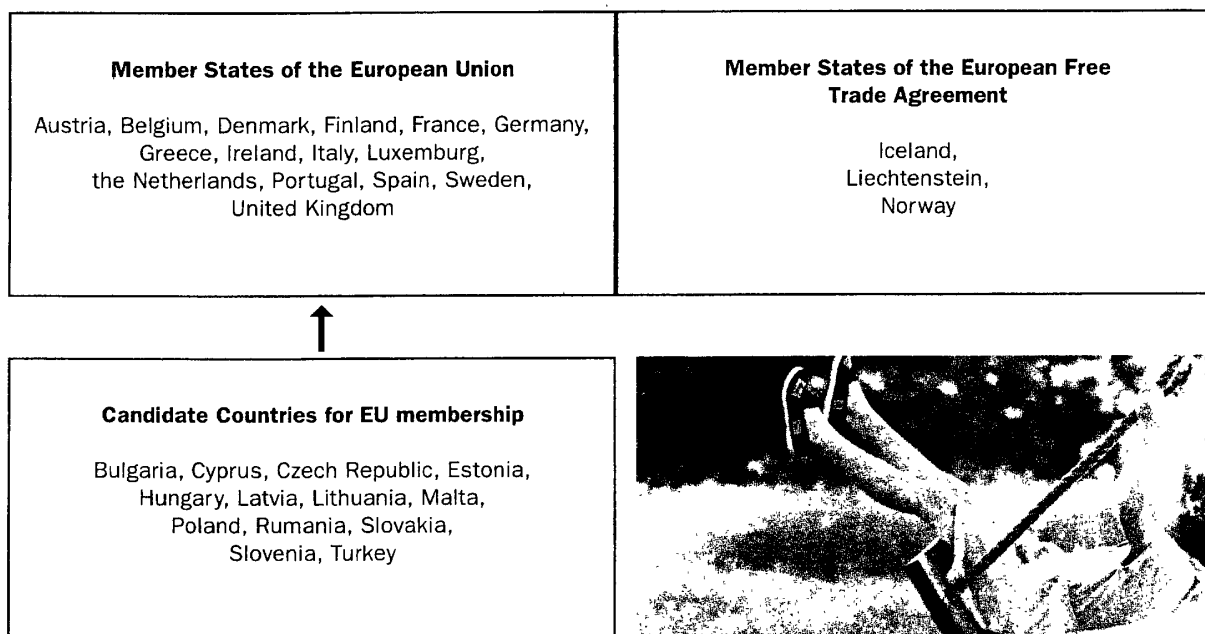 Member States of the European Union
Austria, Belgium, Denmark, Finland, France, Germany,
Greece, Ireland, Italy, Luxemburg,
the Netherlands, Portugal, Spain, Sweden,
United Kingdom
Member States of the European Free
Trade Agreement
Iceland,
Liechtenstein,
Norway
Candidate Countries for EU membership
Bulgaria, Cyprus, Czech Republic, Estonia,
Hungary, Latvia, Lithuania, Malta,
Poland, Rumania, Slovakia,
Slovenia, Turkey